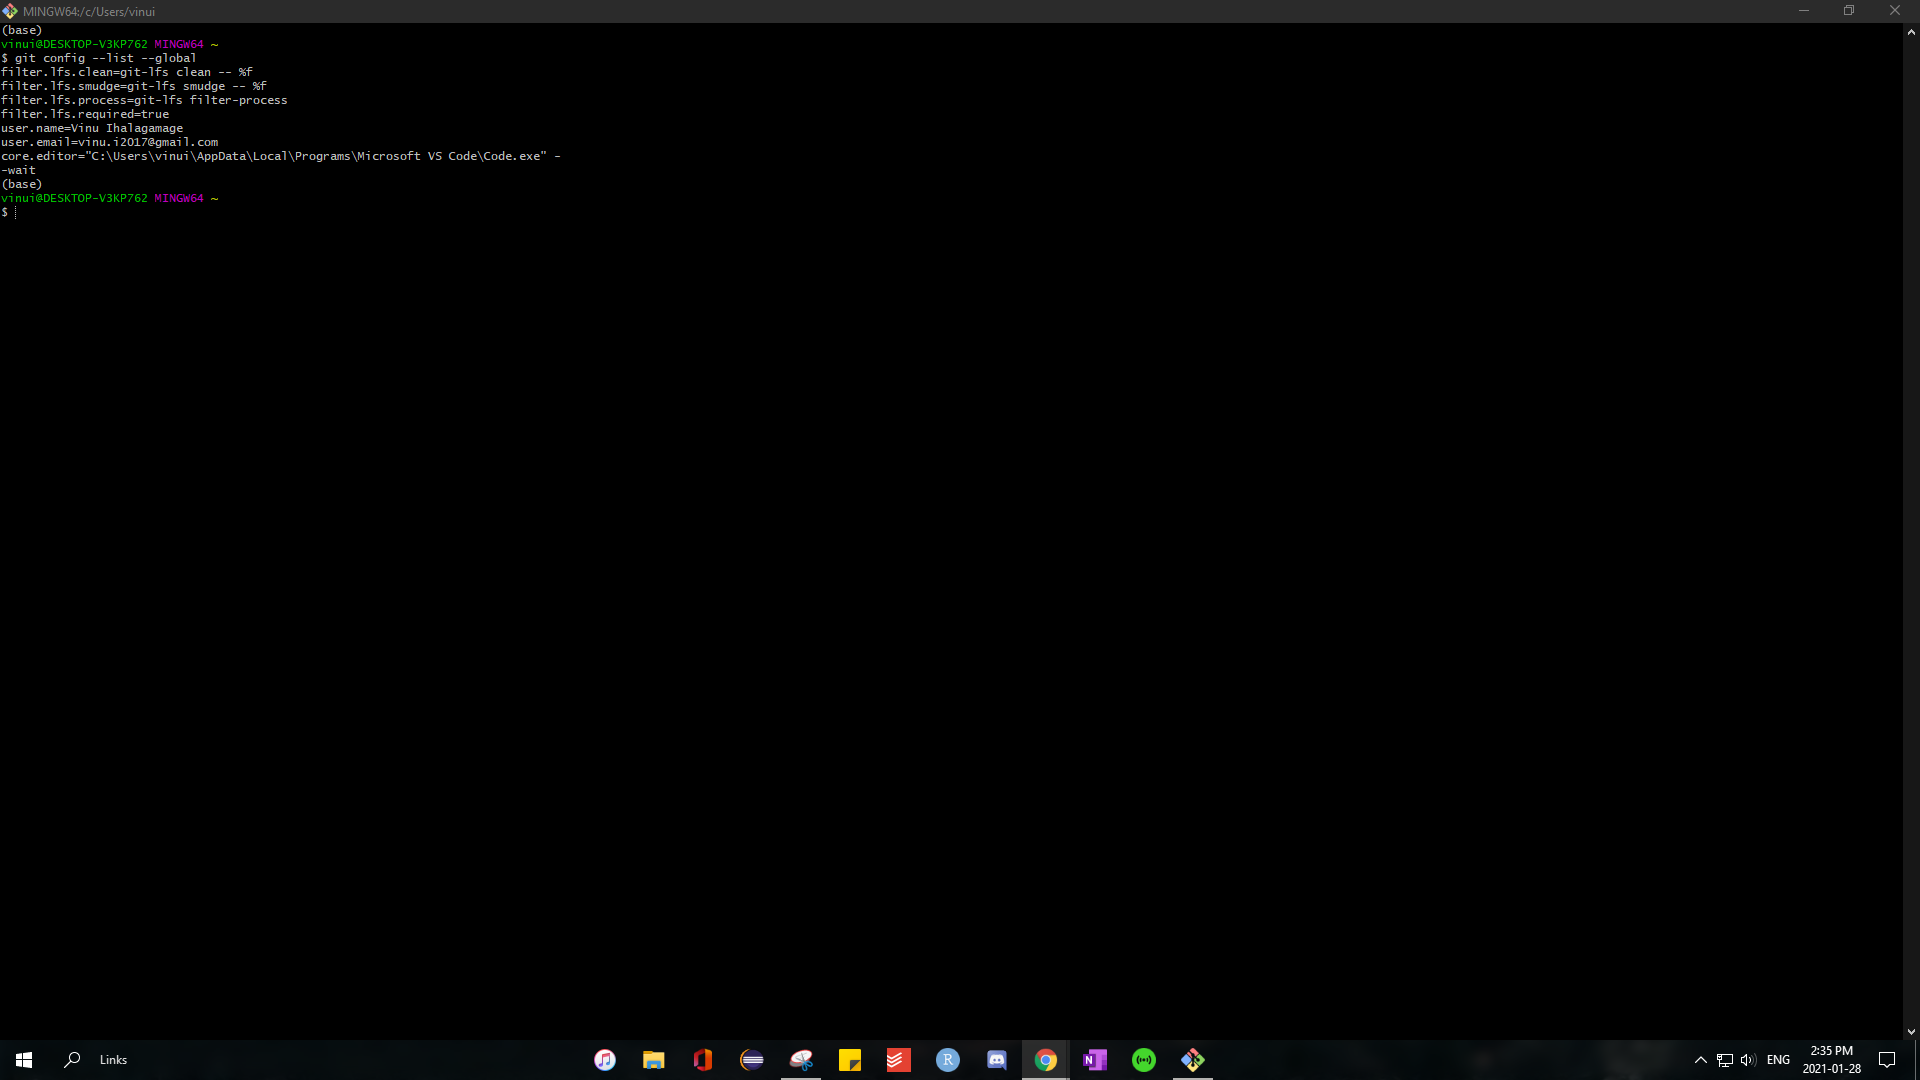 MINGW64:/c/Users/vinui
(base)
vinui@DESKTOP-V3KP762 MINGW64 ~
$ git config --list --global
filter.lfs.clean=git-lfs clean -- %f
filter.lfs.smudge=git-lfs smudge -- %f
filter.lfs.process=git-lfs filter-process
filter.lfs.required=true
user.name=Vinu Ihalagamage
user.email=vinu.i2017@gmail.com
core.editor="C:\Users\vinui\AppData\Local\Programs\Microsoft VS Code\Code.exe" -
-wait
(base)
vinui@DESKTOP-V3KP762 MINGW64 ~
$
Links
R
N
ENG
2:35 PM
2021-01-28